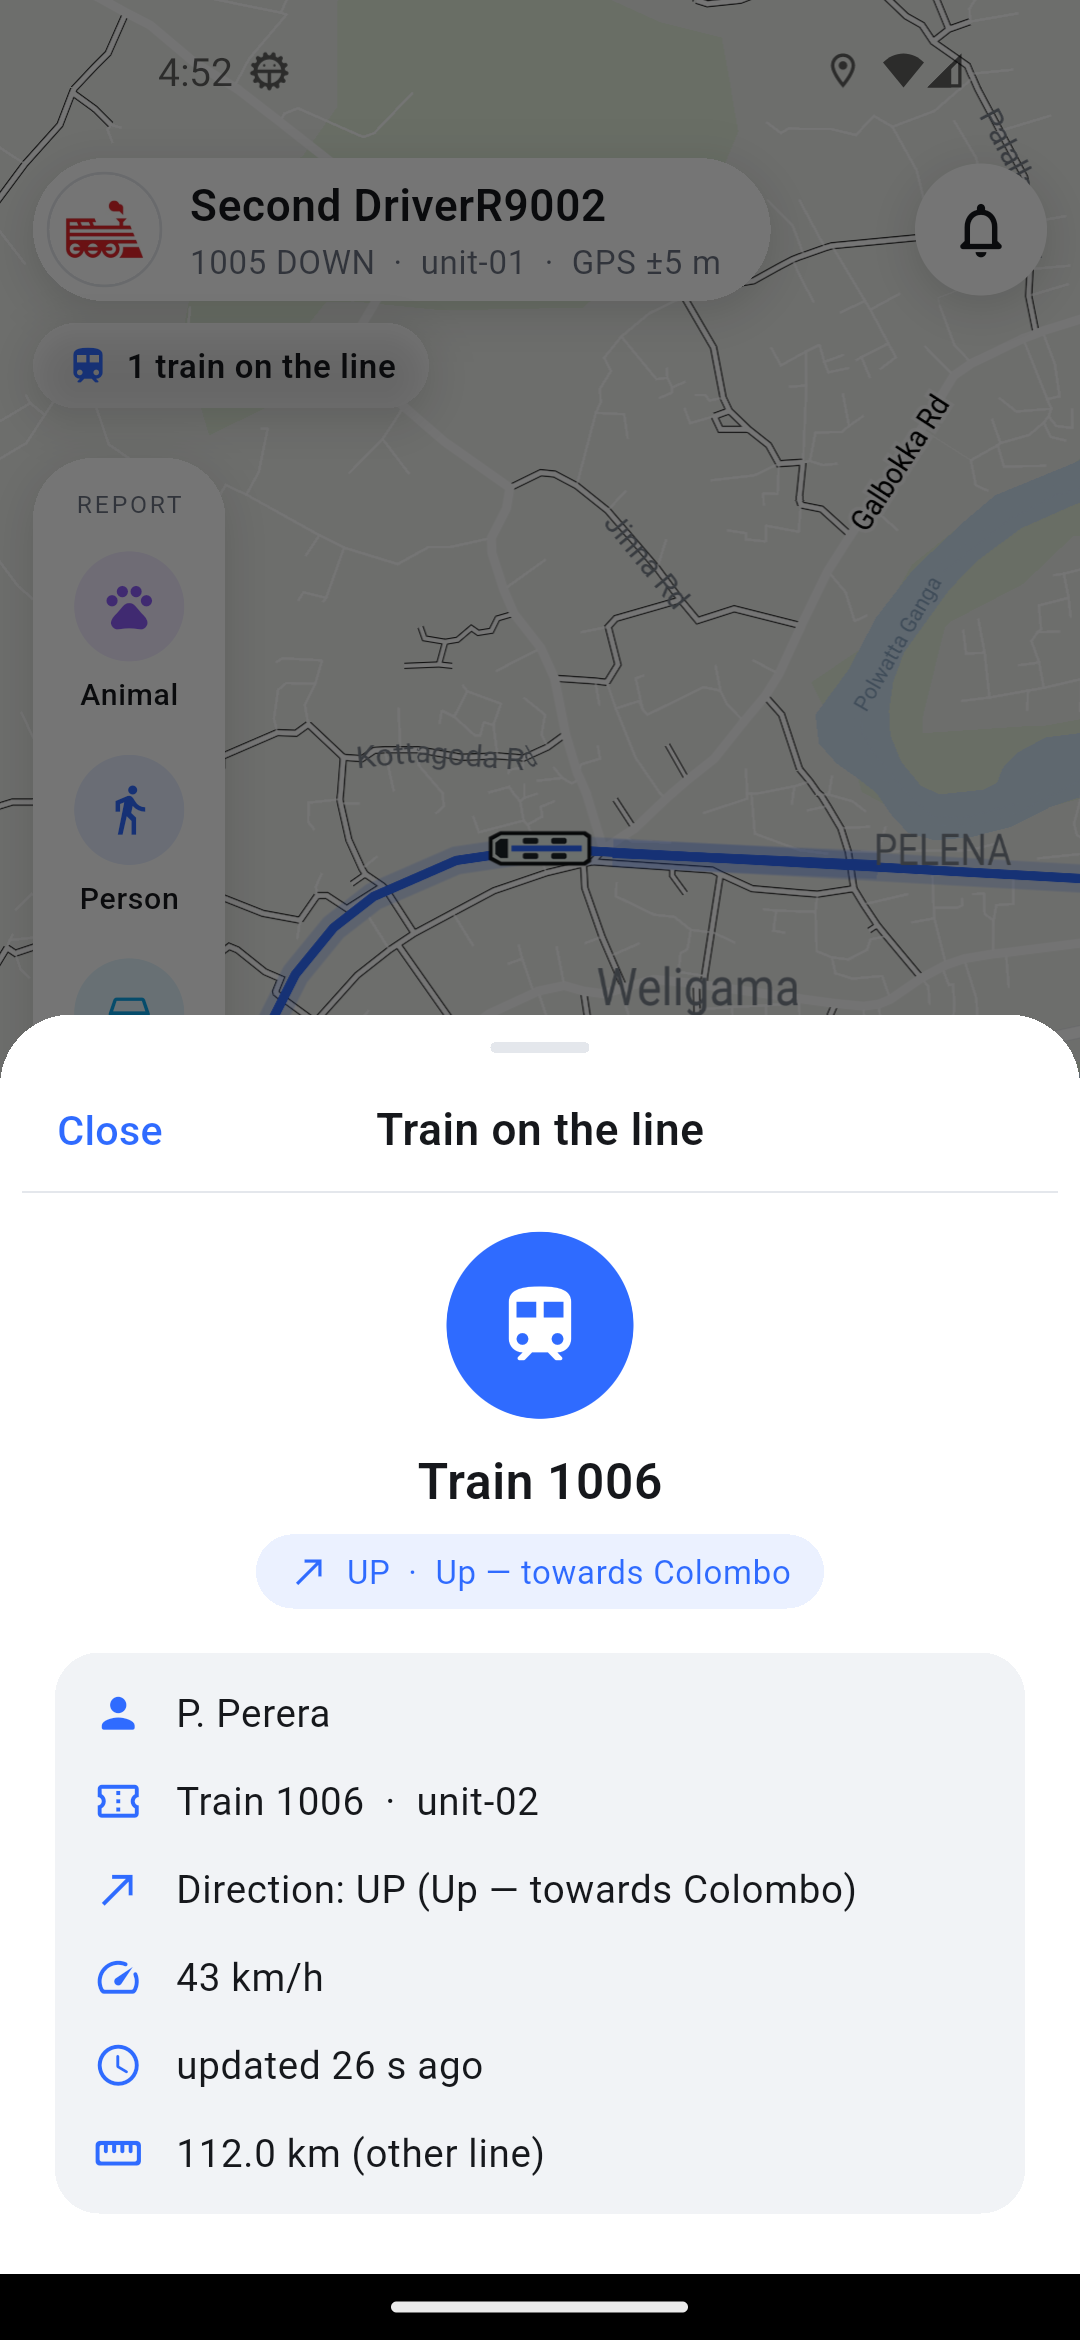 4:52
Palall
Second DriverR9002
1005 DOWN · unit-01 · GPS ±5 m
1 train on the line
Galbokka Rd
REPORT
Jinna Rd
Polwatta Ganga
Animal
Kottagoda R
PELENA
Person
Weligama
Close
Train on the line
Train 1006
UP · Up — towards Colombo
P. Perera
Train 1006 · unit-02
Direction: UP (Up — towards Colombo)
43 km/h
updated 26 s ago
112.0 km (other line)